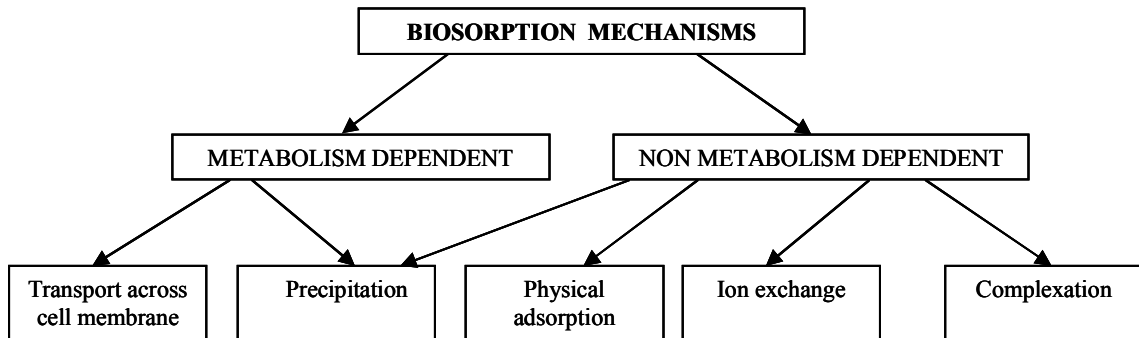 BIOSORPTION MECHANISMS
METABOLISM DEPENDENT
NON METABOLISM DEPENDENT
Transport across
cell membrane
Precipitation
Physical
adsorption
Ion exchange
Complexation